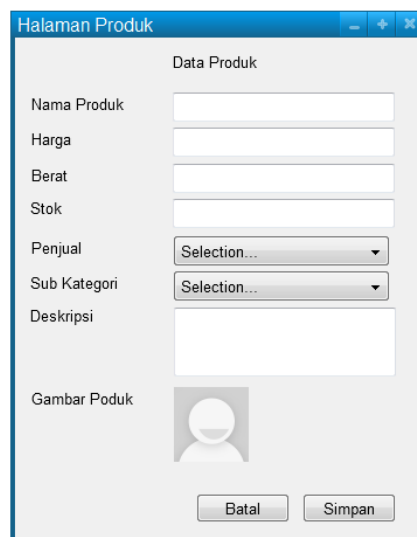 Halaman Produk
Data Produk
Nama Produk
Harga
Berat
Stok
Penjual Selection...
Sub Kategori Selection...
Deskripsi
Gambar Poduk
Batal Simpan